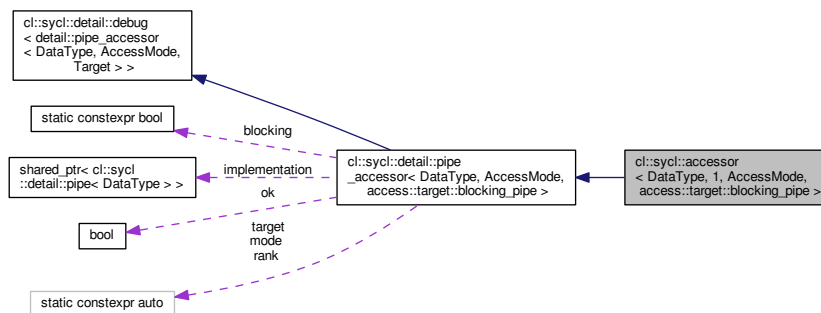 cl::sycl::detail::debug
< detail::pipe_accessor
< DataType, AccessMode,
Target > >
static constexpr bool
blocking
shared_ptr< cl::sycl
::detail::pipe< DataType > >
implementation
ok
bool
target
mode
rank
static constexpr auto
cl::sycl::detail::pipe
_accessor< DataType, AccessMode,
access::target::blocking_pipe >
cl::sycl::accessor
< DataType, 1, AccessMode,
access::target::blocking_pipe >